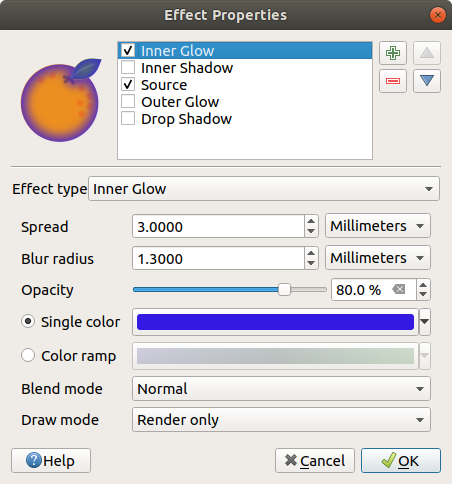 Effect Properties
Inner Glow
Inner Shadow
Source
Outer Glow
Drop Shadow
Effect type Inner Glow
Spread 3.0000 Millimeters
Blur radius 1.3000 Millimeters
Opacity 80.0 %
Single color
Color ramp
Blend mode Normal
Draw mode Render only
Help Cancel OK